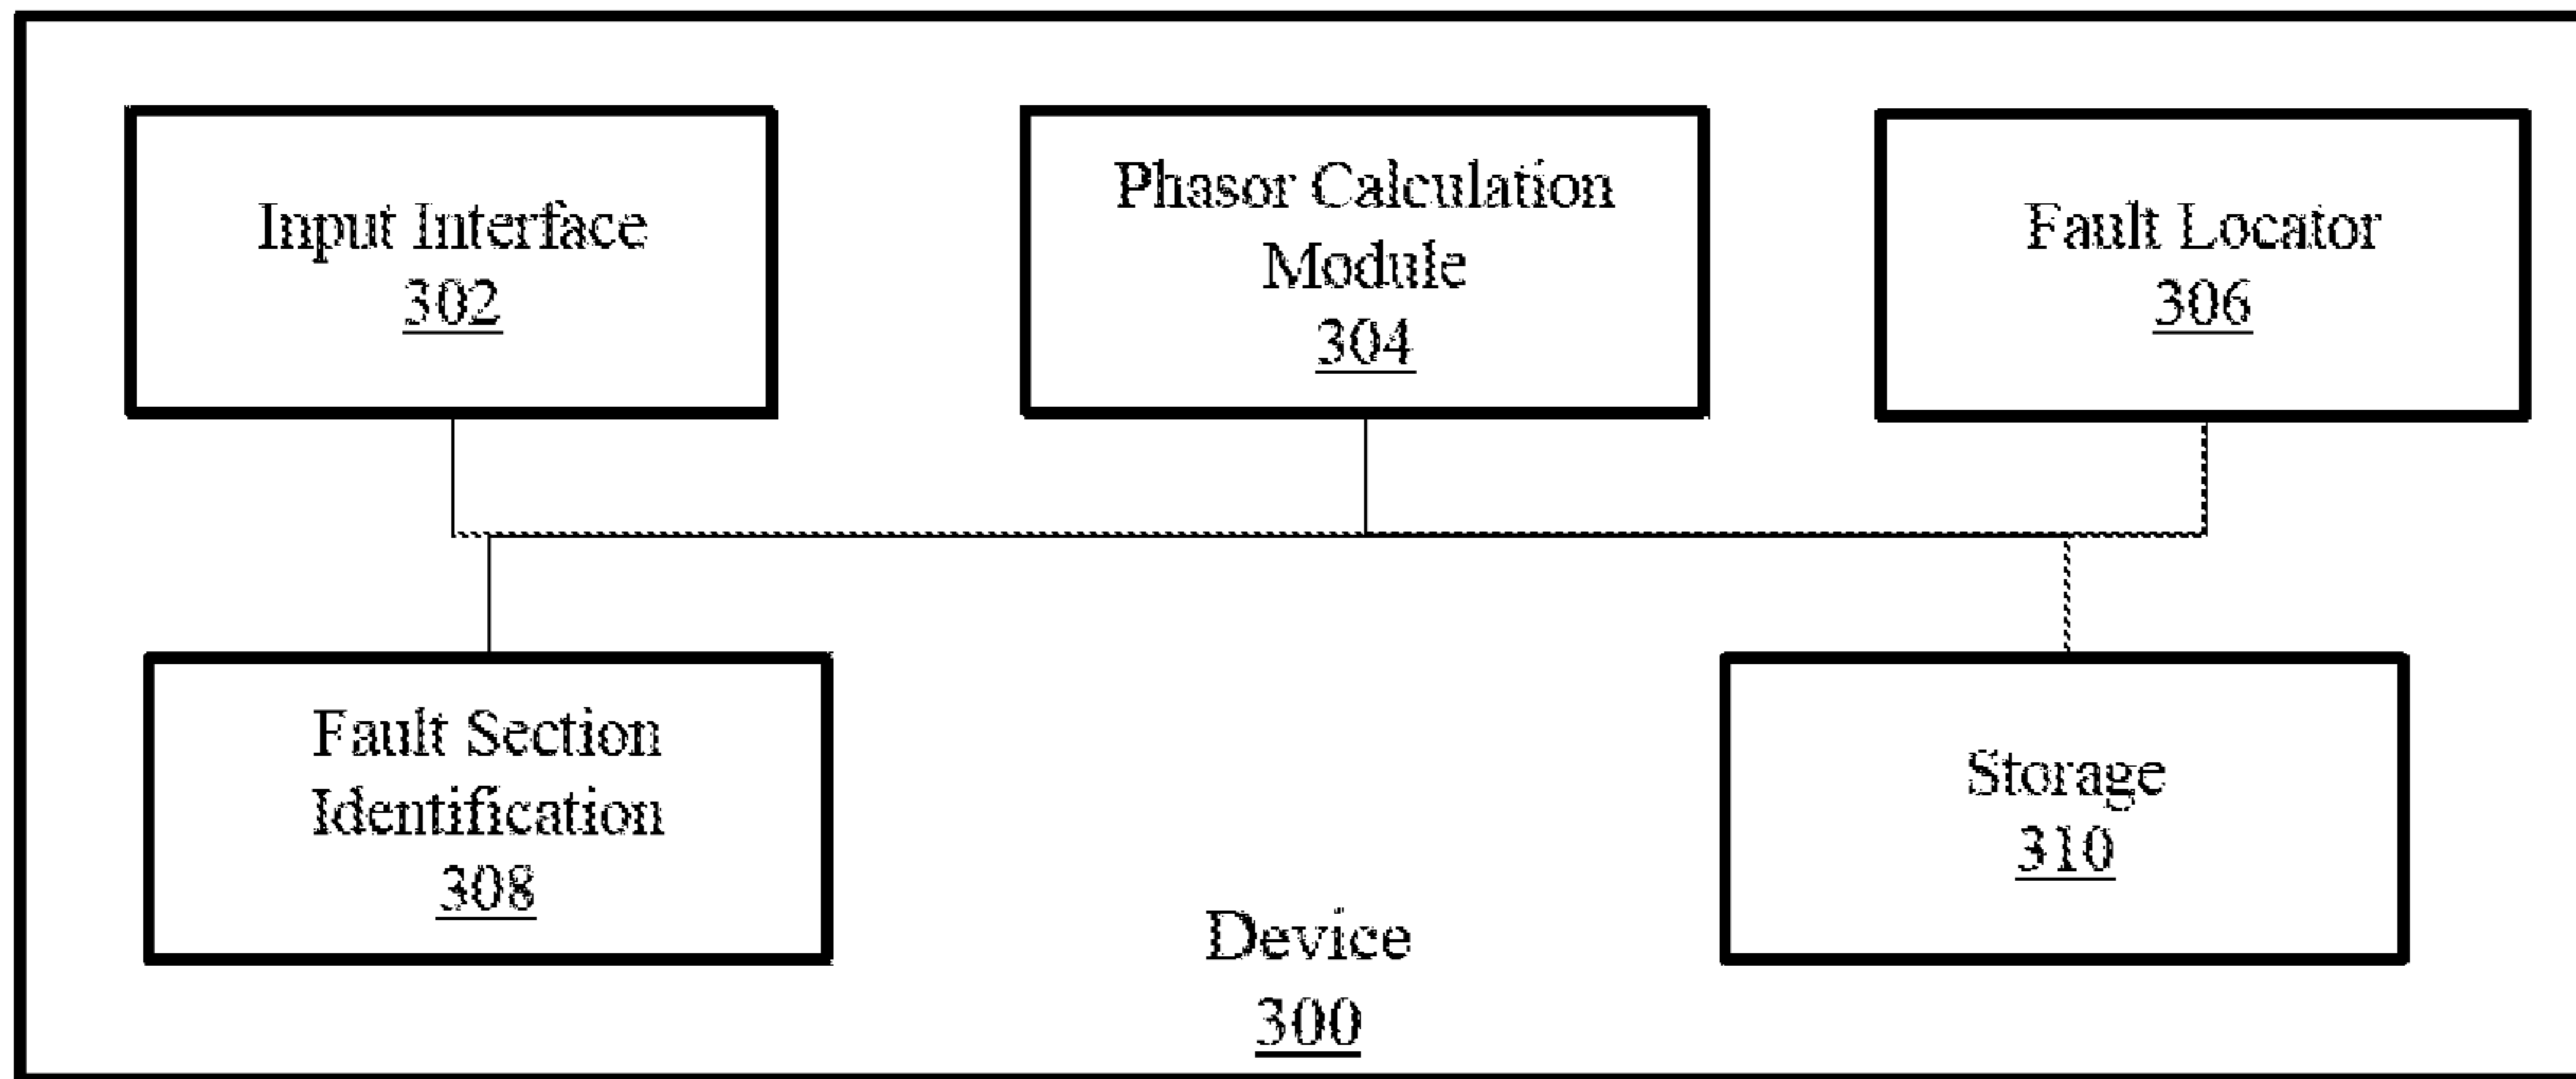 Input Interface
302
Phasor Calculation
Module
304
Fault Locator
306
Fault Section
Identification
308
Storage
310
Device
300